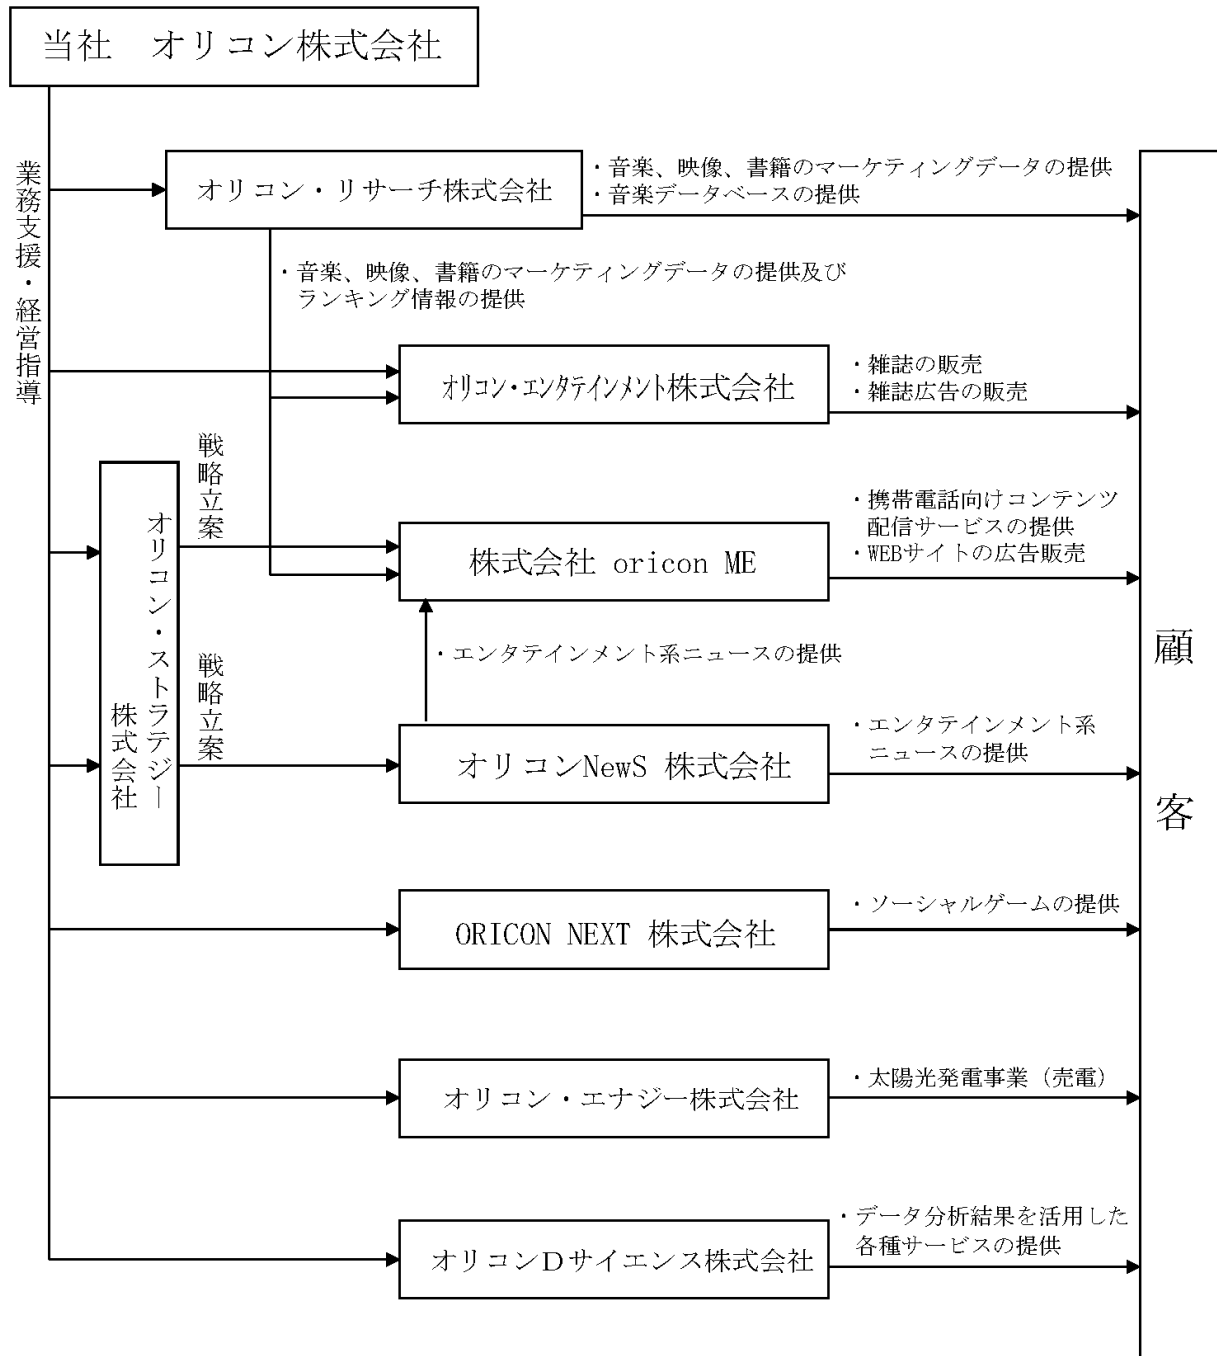 当社　オリコン株式会社
業務支援・経営指導
オリコン・リサーチ株式会社
・音楽、映像、書籍のマーケティングデータの提供
・音楽データベースの提供
・音楽、映像、書籍のマーケティングデータの提供及び
ランキング情報の提供
オリコン・エンタテインメント株式会社
・雑誌の販売
・雑誌広告の販売
戦略立案
オリコン・ストラテジー
株式会社
株式会社 oricon ME
・携帯電話向けコンテンツ
配信サービスの提供
・WEBサイトの広告販売
・エンタテインメント系ニュースの提供
戦略立案
オリコンNewS 株式会社
・エンタテインメント系
ニュースの提供
顧客
ORICON NEXT 株式会社
・ソーシャルゲームの提供
オリコン・エナジー株式会社
・太陽光発電事業（売電）
オリコンＤサイエンス株式会社
・データ分析結果を活用した
各種サービスの提供